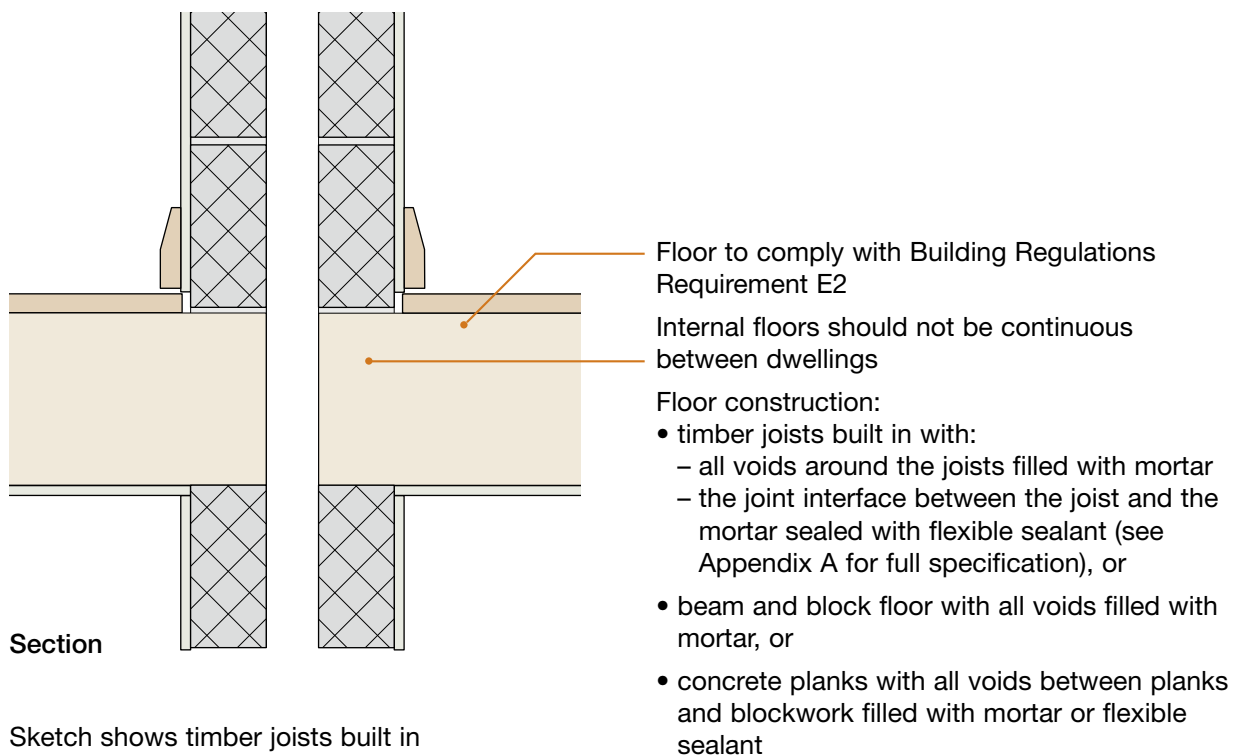 Floor to comply with Building Regulations
Requirement E2
Internal floors should not be continuous
between dwellings
Floor construction:
• timber joists built in with:
– all voids around the joists filled with mortar
– the joint interface between the joist and the
mortar sealed with flexible sealant (see
Appendix A for full specification), or
• beam and block floor with all voids filled with
mortar, or
• concrete planks with all voids between planks
and blockwork filled with mortar or flexible
sealant
Section
Sketch shows timber joists built in